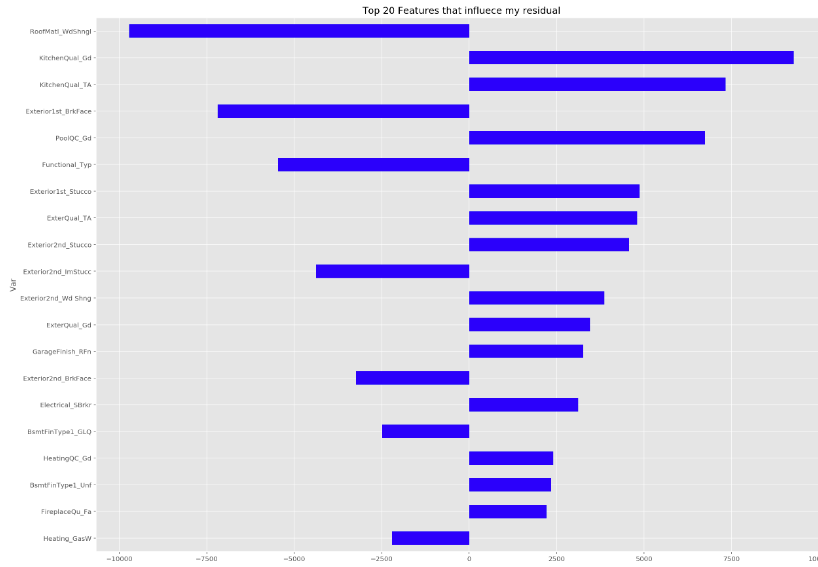 Top 20 Features that influece my residual
RoofMatl_WdShngl
KitchenQual_Gd
KitchenQual_TA
Exterior1st_BrkFace
PoolQC_Gd
Functional_Typ
Exterior1st_Stucco
ExterQual_TA
Exterior2nd_Stucco
Exterior2nd_ImStucc
Var
Exterior2nd_Wd Shng
ExterQual_Gd
GarageFinish_RFn
Exterior2nd_BrkFace
Electrical_SBrkr
BsmtFinType1_GLQ
HeatingQC_Gd
BsmtFinType1_Unf
FireplaceQu_Fa
Heating_GasW
−10000 −7500 −5000 −2500 0 2500 5000 7500